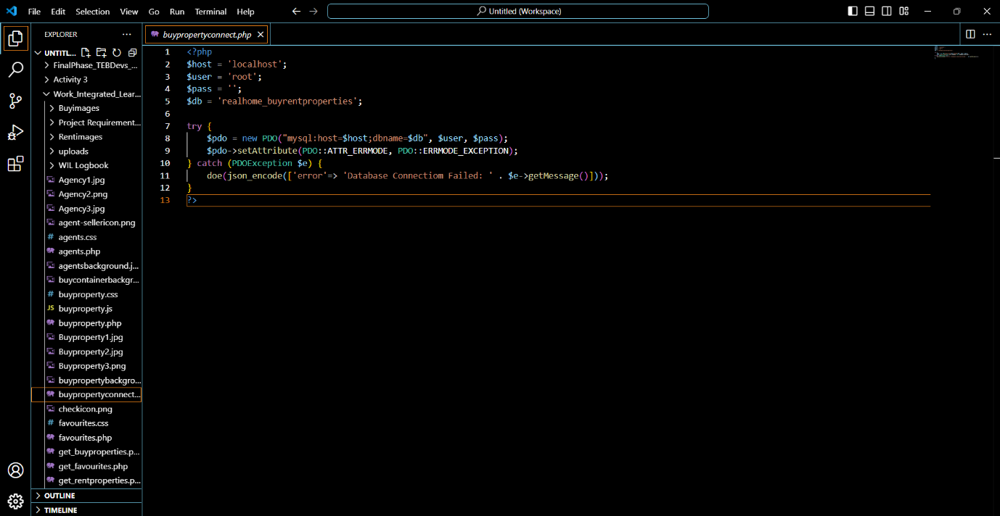 File Edit Selection View Go Run Terminal Help
Untitled (Workspace)
EXPLORER
UNTITL...
FinalPhase_TEBDevs_...
Activity 3
Work_Integrated_Lear...
Buyimages
Project Requirement...
Rentimages
uploads
WIL Logbook
Agency1.jpg
Agency2.png
Agency3.jpg
agent-sellericon.png
# agents.css
agents.php
agentsbackground.j...
buycontainerbackgr...
# buyproperty.css
JS buyproperty.js
buyproperty.php
Buyproperty1.jpg
Buyproperty2.jpg
Buyproperty3.png
buypropertybackgro...
buypropertyconnect...
checkicon.png
# favourites.css
favourites.php
get_buyproperties.p...
get_favourites.php
get_rentproperties.p...
OUTLINE
TIMELINE
buypropertyconnect.php
1 <?php
2 $host = 'localhost';
3 $user = 'root';
4 $pass = '';
5 $db = 'realhome_buyrentproperties';
6
7 try {
8 $pdo = new PDO("mysql:host=$host;dbname=$db", $user, $pass);
9 $pdo->setAttribute(PDO::ATTR_ERRMODE, PDO::ERRMODE_EXCEPTION);
10 } catch (PDOException $e) {
11 doe(json_encode(['error'=> 'Database Connectiom Failed: ' . $e->getMessage()]));
12 }
13 ?>